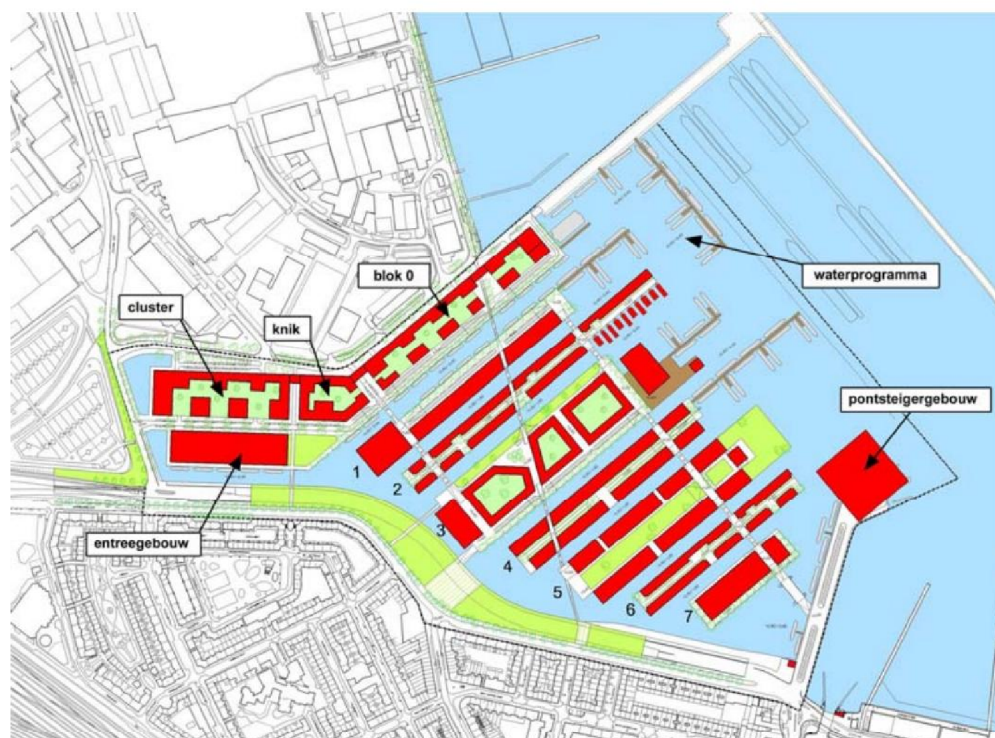 blok 0
waterprogramma
cluster
knik
pontsteigergebouw
1
2
3
entreegebouw
4
5
6
7